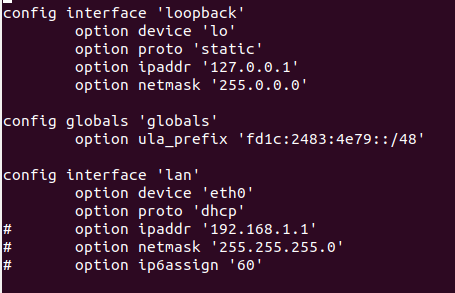 config interface 'loopback'
        option device 'lo'
        option proto 'static'
        option ipaddr '127.0.0.1'
        option netmask '255.0.0.0'

config globals 'globals'
        option ula_prefix 'fd1c:2483:4e79::/48'

config interface 'lan'
        option device 'eth0'
        option proto 'dhcp'
#       option ipaddr '192.168.1.1'
#       option netmask '255.255.255.0'
#       option ip6assign '60'